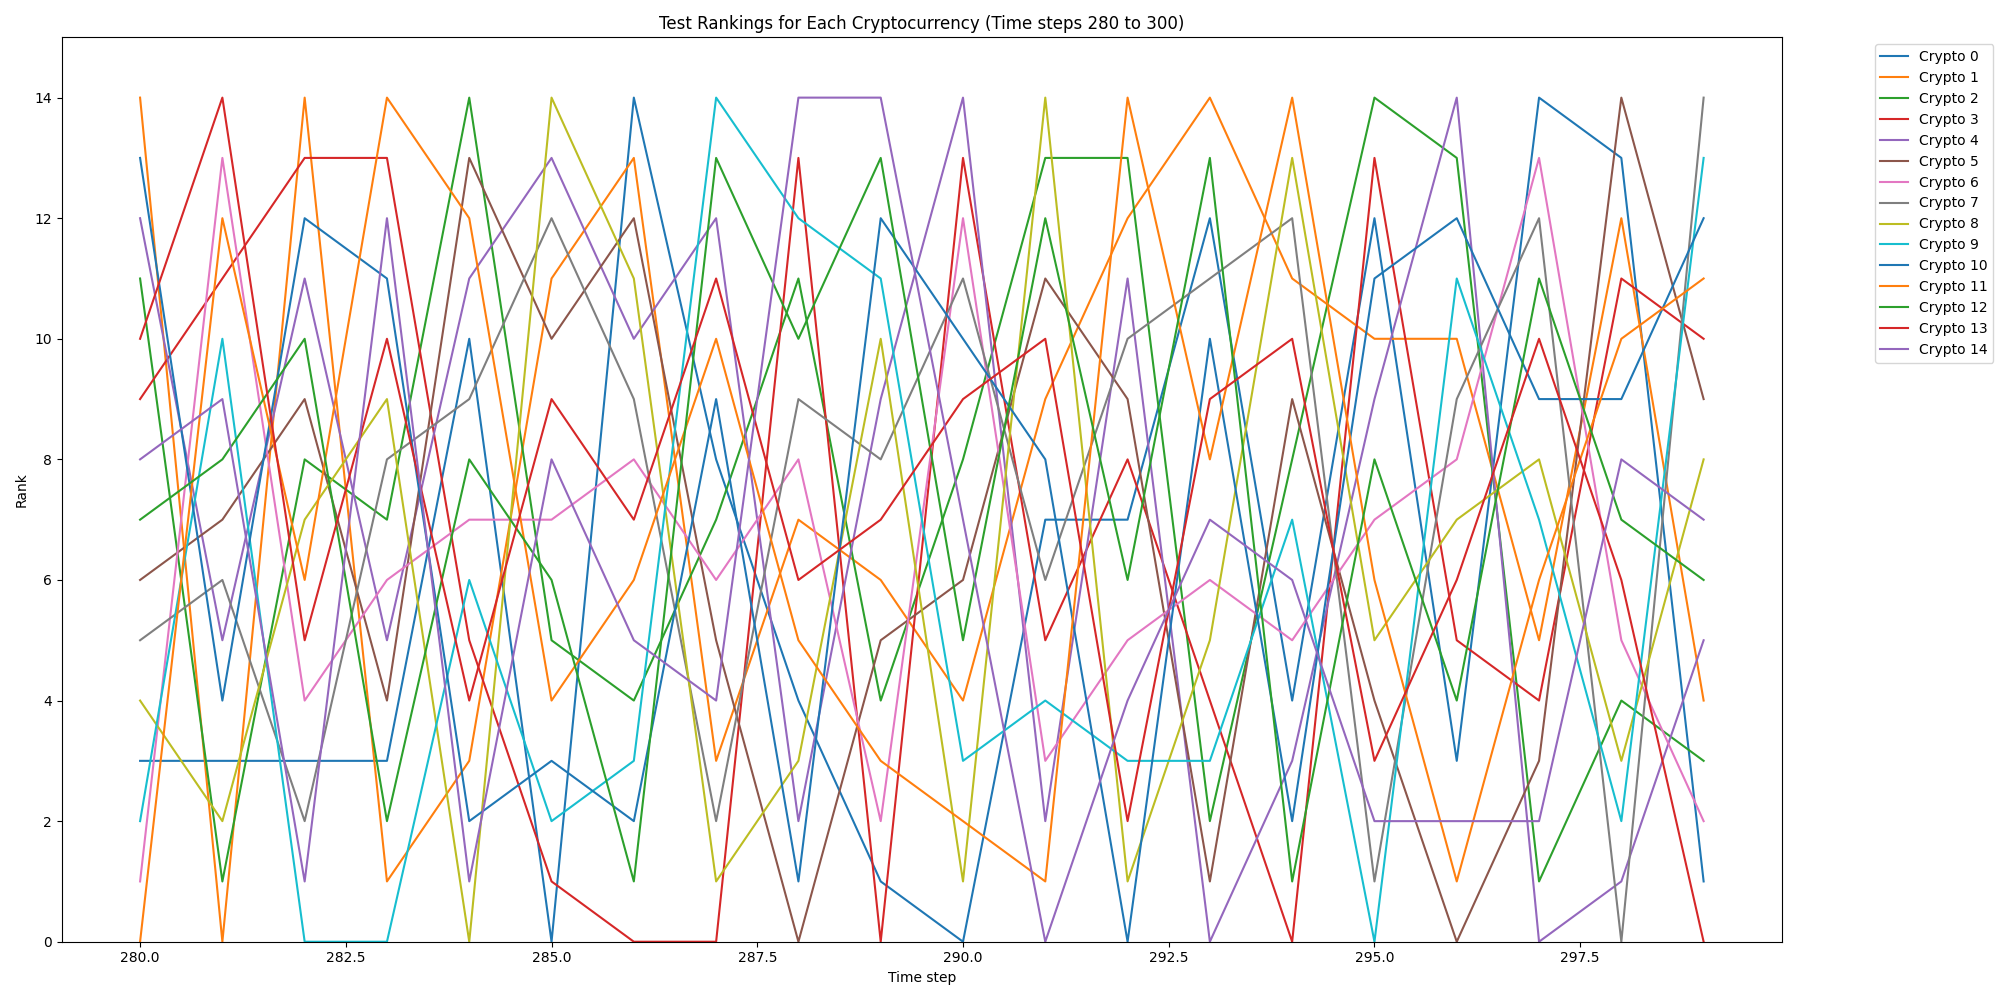 Test Rankings for Each Cryptocurrency (Time steps 280 to 300)
14
12
10
8
6
4
2
0
Rank
280.0 282.5 285.0 287.5 290.0 292.5 295.0 297.5
Time step
Crypto 0
Crypto 1
Crypto 2
Crypto 3
Crypto 4
Crypto 5
Crypto 6
Crypto 7
Crypto 8
Crypto 9
Crypto 10
Crypto 11
Crypto 12
Crypto 13
Crypto 14